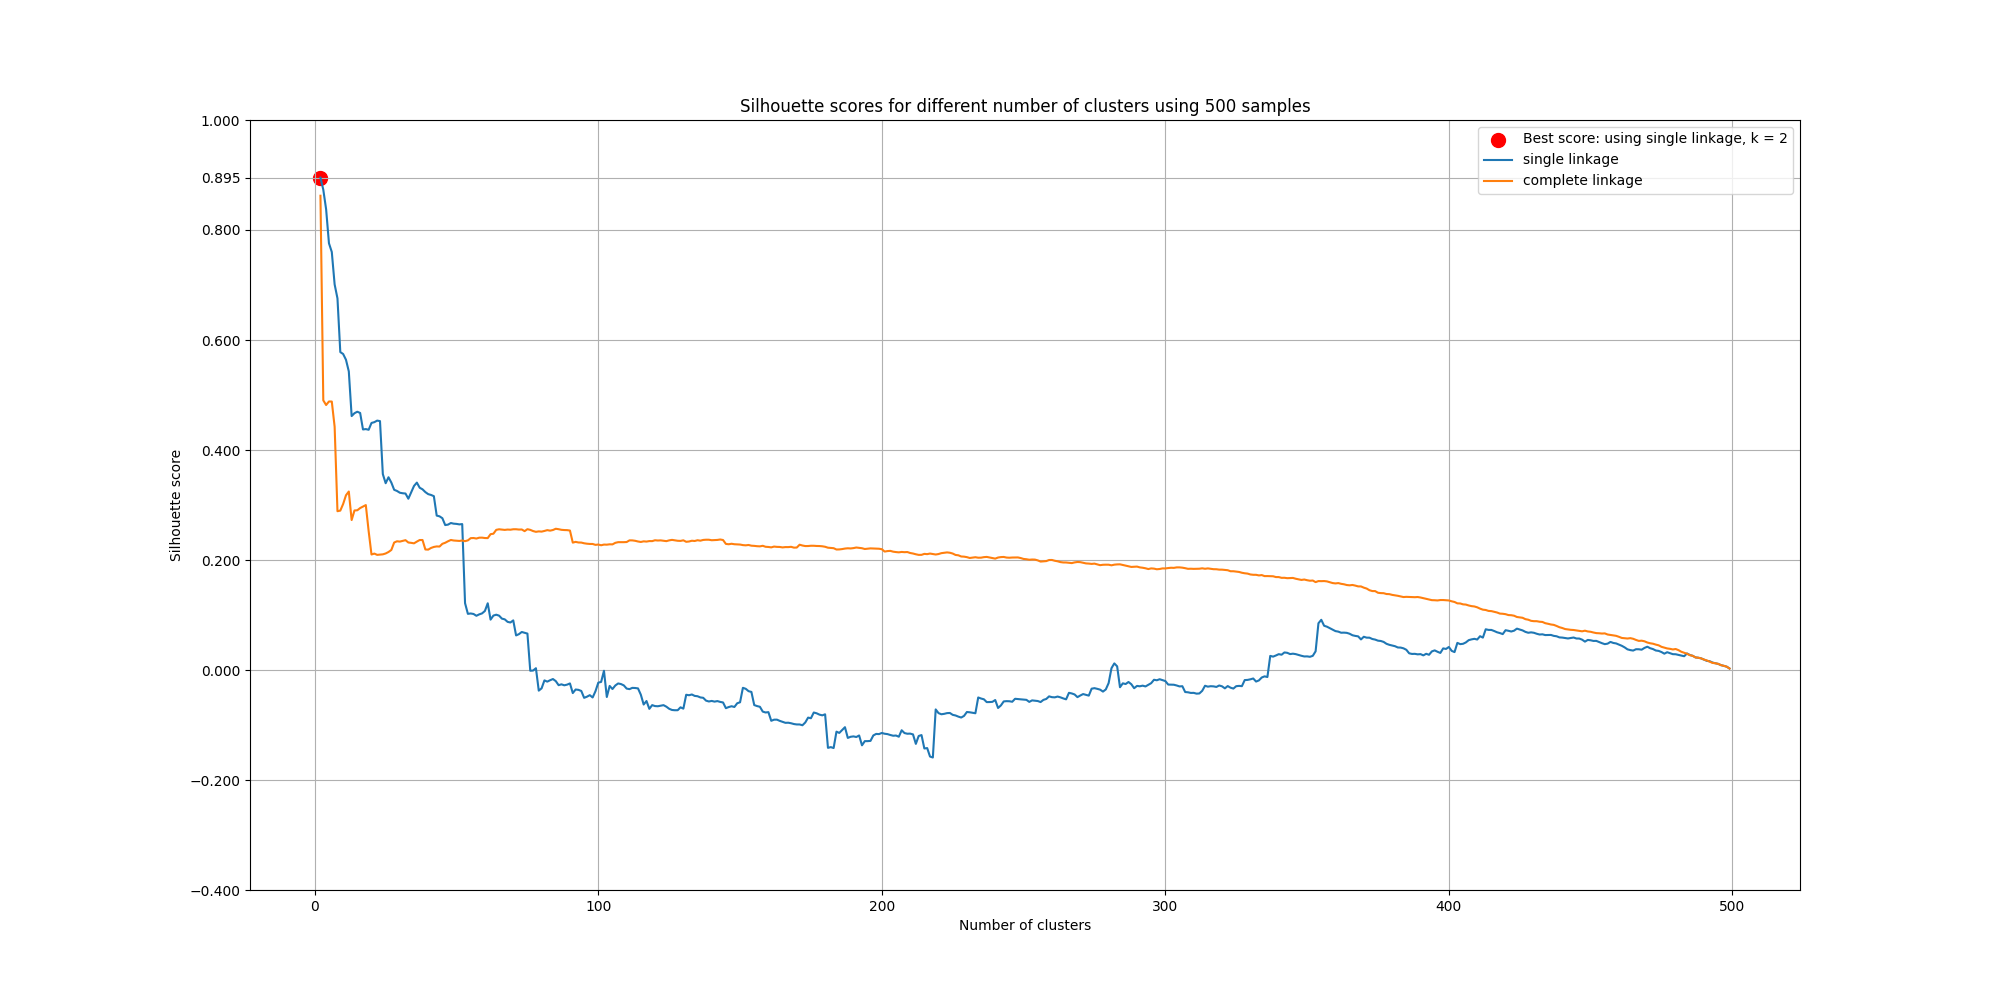 Silhouette scores for different number of clusters using 500 samples
1.000
0.895
0.800
0.600
0.400
0.200
0.000
−0.200
−0.400
Silhouette score
Best score: using single linkage, k = 2
single linkage
complete linkage
0 100 200 300 400 500
Number of clusters